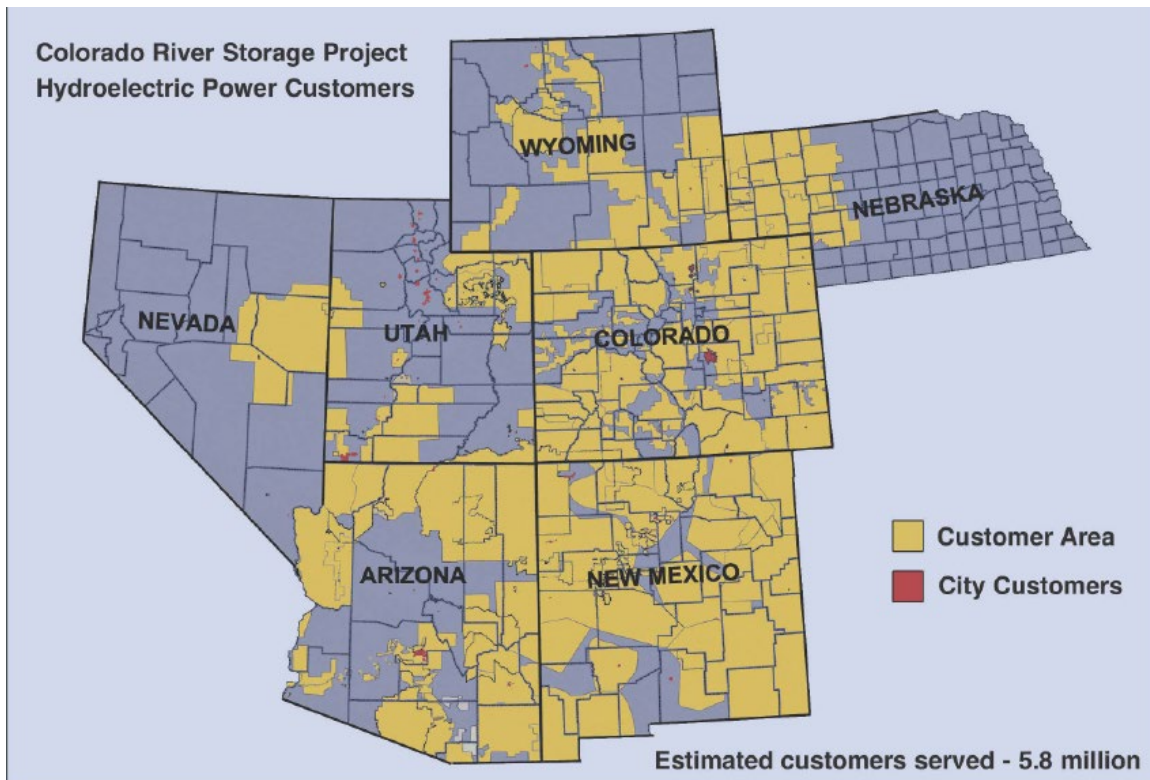 Colorado River Storage Project
Hydroelectric Power Customers
WYOMING
NEBRASKA
NEVADA
UTAH
COLORADO
ARIZONA
NEW MEXICO
Customer Area
City Customers
Estimated customers served - 5.8 million